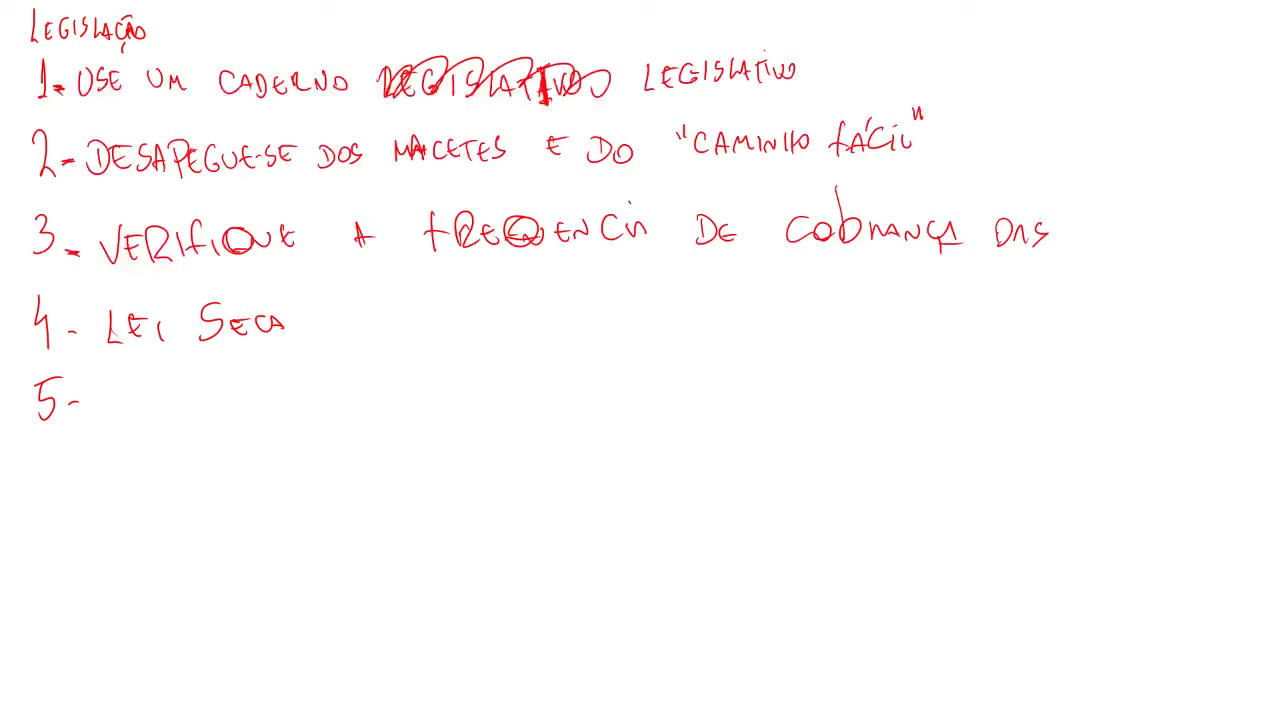 LEGISLAÇÃO
1- USE UM CADERNO LEGISLATIVO
2- DESAPEGUE-SE DOS MACETES E DO "CAMINHO FÁCIL"
3- VERIFIQUE A FREQUENCIA DE COBRANÇA DAS
4- LEI SECA
5-